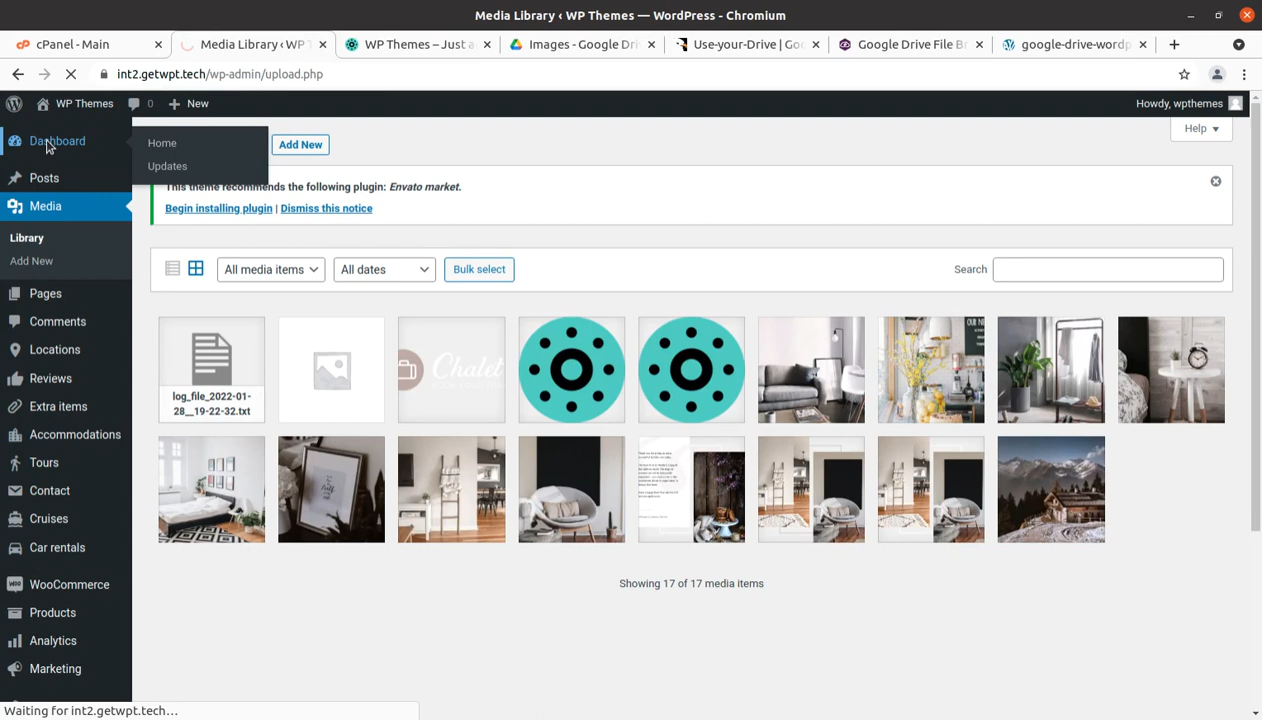 Media Library ‹ WP Themes — WordPress - Chromium
cPanel - Main
Media Library ‹ WP T
WP Themes – Just a
Images - Google Dri
Use-your-Drive | Goo
Google Drive File Br
google-drive-wordp
int2.getwpt.tech/wp-admin/upload.php
WP Themes
0
New
Howdy, wpthemes
Dashboard
Home
Updates
Add New
Help
Posts
This theme recommends the following plugin: Envato market.
Begin installing plugin | Dismiss this notice
Media
Library
Add New
All media items
All dates
Bulk select
Search
Pages
Comments
Locations
Reviews
Extra items
Accommodations
Tours
Contact
Cruises
Car rentals
WooCommerce
Products
Analytics
Marketing
log_file_2022-01-
28__19-22-32.txt
Chalet
Showing 17 of 17 media items
Waiting for int2.getwpt.tech…